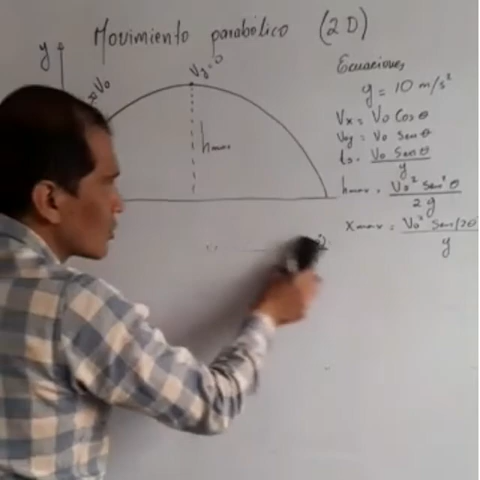 Movimiento parabólico (2D)
y
Vo
Vy=0
hmax
Ecuaciones
g = 10 m/s²
Vx = Vo Cos θ
Voy = Vo Sen θ
ts = Vo Sen θ
g
hmax = Vo² Sen² θ
2g
xmax = Vo² Sen(2θ
g